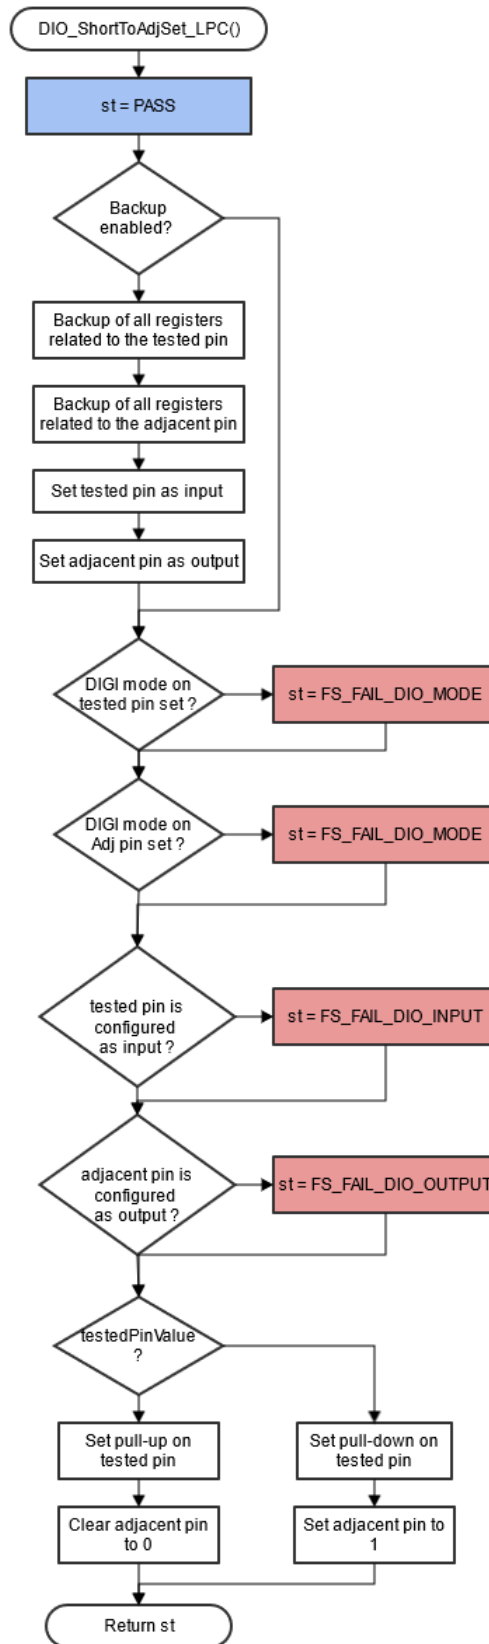 DIO_ShortToAdjSet_LPC()
st = PASS
Backup
enabled?
Backup of all registers
related to the tested pin
Backup of all registers
related to the adjacent pin
Set tested pin as input
Set adjacent pin as output
DIGI mode on
tested pin set ?
st = FS_FAIL_DIO_MODE
DIGI mode on
Adj pin set ?
st = FS_FAIL_DIO_MODE
tested pin is
configured
as input ?
st = FS_FAIL_DIO_INPUT
adjacent pin is
configured
as output ?
st = FS_FAIL_DIO_OUTPUT
testedPinValue
?
Set pull-up on
tested pin
Set pull-down on
tested pin
Clear adjacent pin
to 0
Set adjacent pin to
1
Return st